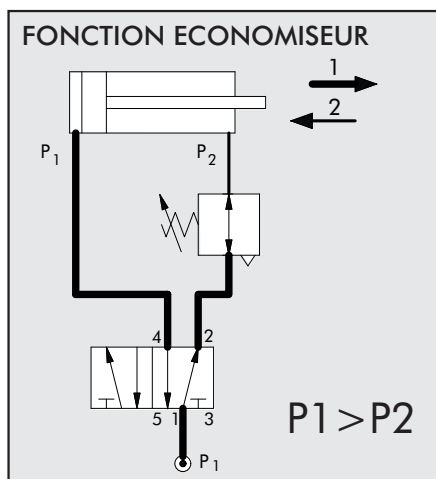 FONCTION ECONOMISEUR
1
2
P1
P2
4 2
5 1 3
P1
P1>P2